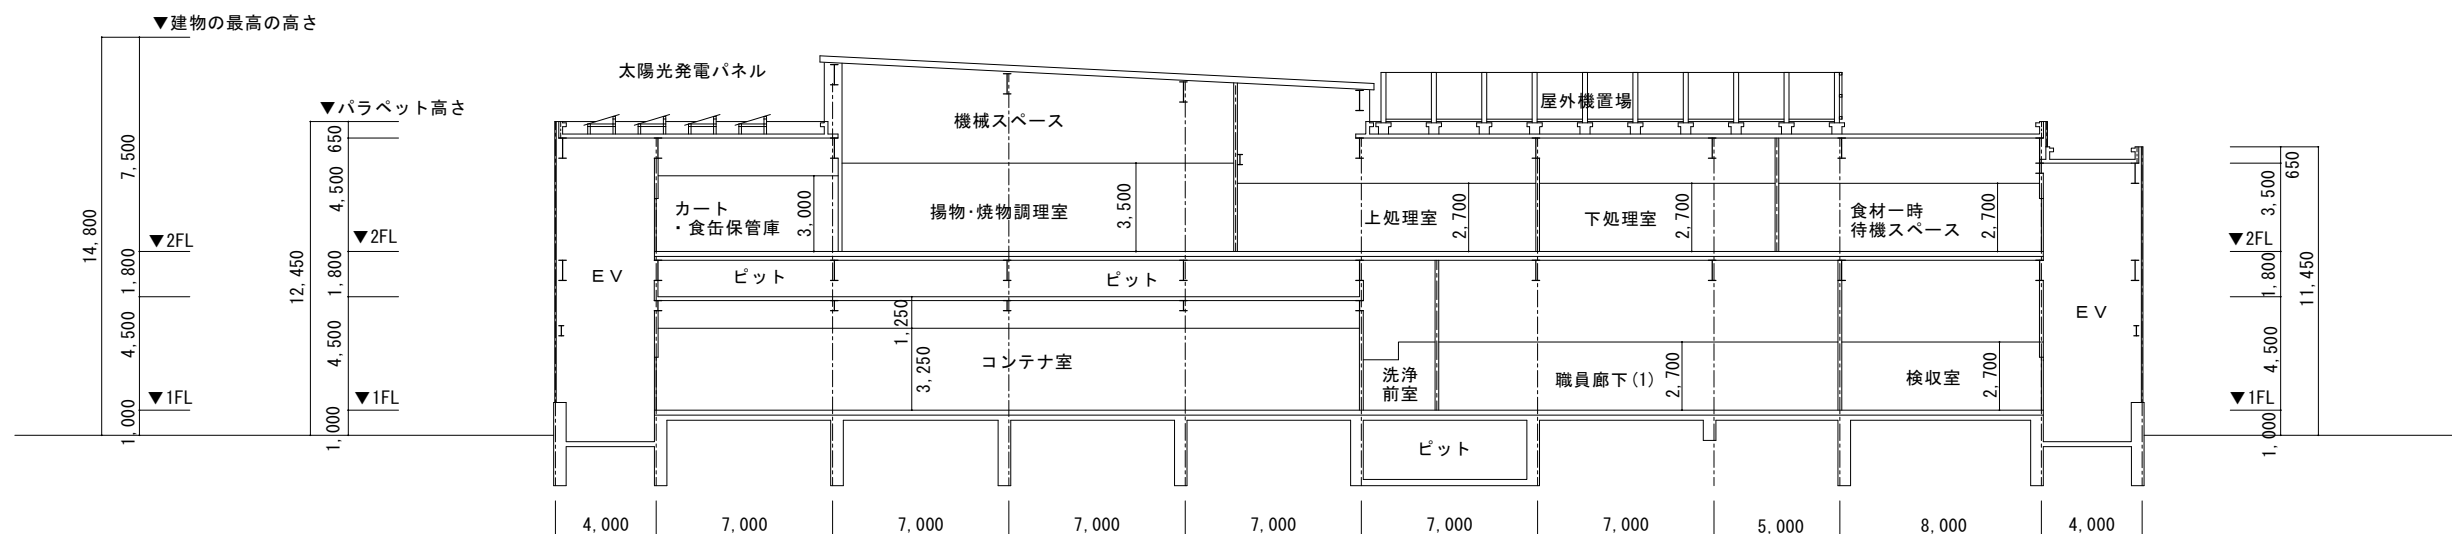 ▼建物の最高の高さ
太陽光発電パネル
▼パラペット高さ
屋外機置場
機械スペース
7,500
650
4,500
650
3,500
14,800
12,450
11,450
カート
・食缶保管庫
3,000
揚物・焼物調理室
3,500
上処理室
2,700
下処理室
2,700
食材一時
待機スペース
2,700
▼2FL
▼2FL
▼2FL
1,800
1,800
1,800
EV
ピット
ピット
EV
4,500
4,500
4,500
1,250
3,250
コンテナ室
洗浄
前室
職員廊下(1)
2,700
検収室
2,700
▼1FL
▼1FL
▼1FL
1,000
1,000
1,000
ピット
4,000
7,000
7,000
7,000
7,000
7,000
7,000
5,000
8,000
4,000